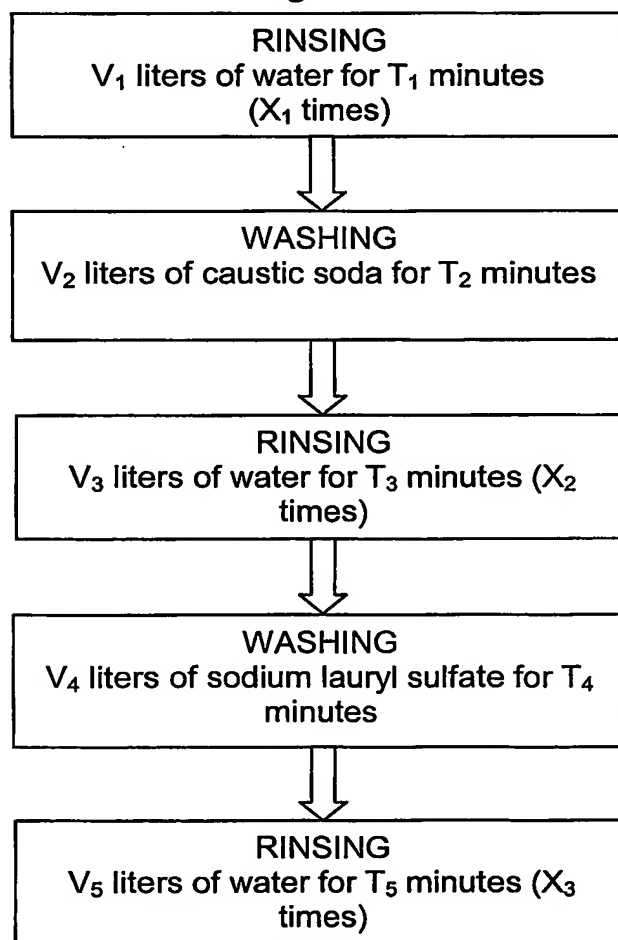 RINSING
V₁ liters of water for T₁ minutes
(X₁ times)
WASHING
V₂ liters of caustic soda for T₂ minutes
RINSING
V₃ liters of water for T₃ minutes (X₂
times)
WASHING
V₄ liters of sodium lauryl sulfate for T₄
minutes
RINSING
V₅ liters of water for T₅ minutes (X₃
times)